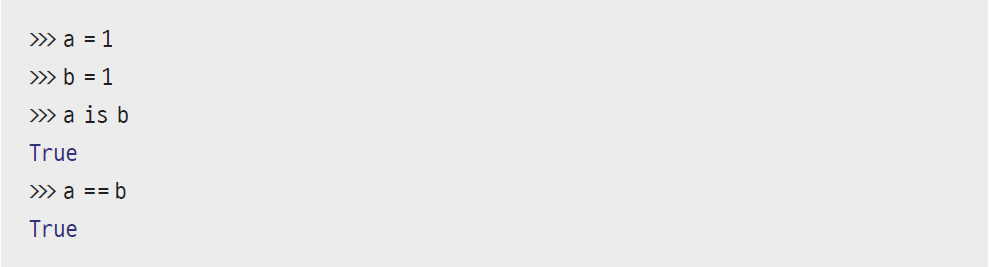 >>> a = 1
>>> b = 1
>>> a is b
True
>>> a == b
True